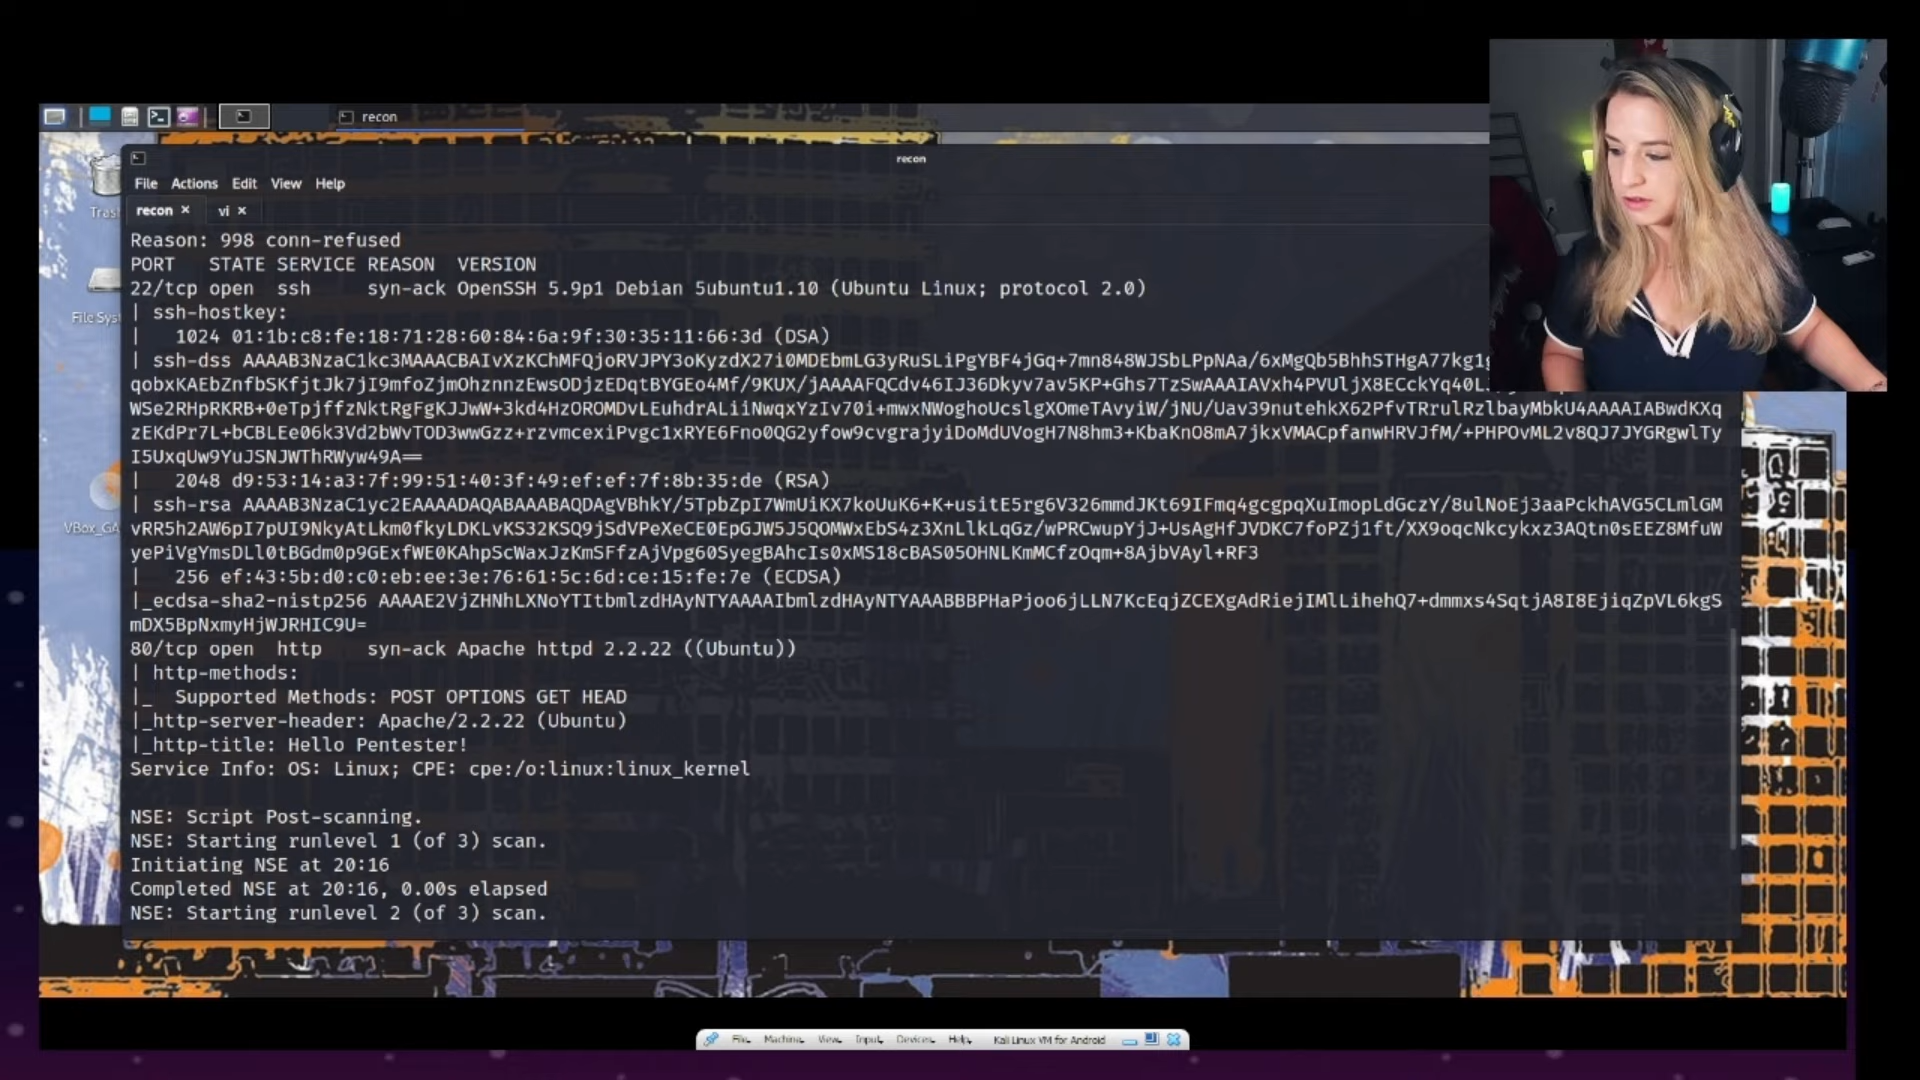 recon
recon
File Actions Edit View Help
recon × vi ×
Trash
File Sys
VBox_GA
Reason: 998 conn-refused
PORT STATE SERVICE REASON VERSION
22/tcp open ssh syn-ack OpenSSH 5.9p1 Debian 5ubuntu1.10 (Ubuntu Linux; protocol 2.0)
| ssh-hostkey:
| 1024 01:1b:c8:fe:18:71:28:60:84:6a:9f:30:35:11:66:3d (DSA)
| ssh-dss AAAAB3NzaC1kc3MAAACBAIvXzKChMFQjoRVJPY3oKyzdX27i0MDEbmLG3yRuSLiPgYBF4jGq+7mn848WJSbLPpNAa/6xMgQb5BhhSTHgA77kg1g
qobxKAEbZnfbSKfjtJk7jI9mfoZjmOhznnzEwsODjzEDqtBYGEo4Mf/9KUX/jAAAAFQCdv46IJ36Dkyv7av5KP+Ghs7TzSwAAAIAVxh4PVUljX8ECckYq40L
WSe2RHpRKRB+0eTpjffzNktRgFgKJJwW+3kd4HzOROMDvLEuhdrALiiNwqxYzIv70i+mwxNWoghoUcslgXOmeTAvyiW/jNU/Uav39nutehkX62PfvTRrulRzlbayMbkU4AAAAIABwdKXq
zEKdPr7L+bCBLEe06k3Vd2bWvTOD3wwGzz+rzvmcexiPvgc1xRYE6Fno0QG2yfow9cvgrajyiDoMdUVogH7N8hm3+KbaKnO8mA7jkxVMACpfanwHRVJfM/+PHPOvML2v8QJ7JYGRgwlTy
I5UxqUw9YuJSNJWThRWyw49A==
| 2048 d9:53:14:a3:7f:99:51:40:3f:49:ef:ef:7f:8b:35:de (RSA)
| ssh-rsa AAAAB3NzaC1yc2EAAAADAQABAAABAQDAgVBhkY/5TpbZpI7WmUiKX7koUuK6+K+usitE5rg6V326mmdJKt69IFmq4gcgpqXuImopLdGczY/8ulNoEj3aaPckhAVG5CLmlGM
vRR5h2AW6pI7pUI9NkyAtLkm0fkyLDKLvKS32KSQ9jSdVPeXeCE0EpGJW5J5QOMWxEbS4z3XnLlkLqGz/wPRCwupYjJ+UsAgHfJVDKC7foPZj1ft/XX9oqcNkcykxz3AQtn0sEEZ8MfuW
yePiVgYmsDLl0tBGdm0p9GExfWE0KAhpScWaxJzKmSFfzAjVpg60SyegBAhcIs0xMS18cBAS05OHNLKmMCfzOqm+8AjbVAyl+RF3
| 256 ef:43:5b:d0:c0:eb:ee:3e:76:61:5c:6d:ce:15:fe:7e (ECDSA)
|_ecdsa-sha2-nistp256 AAAAE2VjZHNhLXNoYTItbmlzdHAyNTYAAAAIbmlzdHAyNTYAAABBBPHaPjoo6jLLN7KcEqjZCEXgAdRiejIMlLihehQ7+dmmxs4SqtjA8I8EjiqZpVL6kgS
mDX5BpNxmyHjWJRHIC9U=
80/tcp open http syn-ack Apache httpd 2.2.22 ((Ubuntu))
| http-methods:
|_ Supported Methods: POST OPTIONS GET HEAD
|_http-server-header: Apache/2.2.22 (Ubuntu)
|_http-title: Hello Pentester!
Service Info: OS: Linux; CPE: cpe:/o:linux:linux_kernel
NSE: Script Post-scanning.
NSE: Starting runlevel 1 (of 3) scan.
Initiating NSE at 20:16
Completed NSE at 20:16, 0.00s elapsed
NSE: Starting runlevel 2 (of 3) scan.
File Machine View Input Devices Help Kali Linux VM for Android